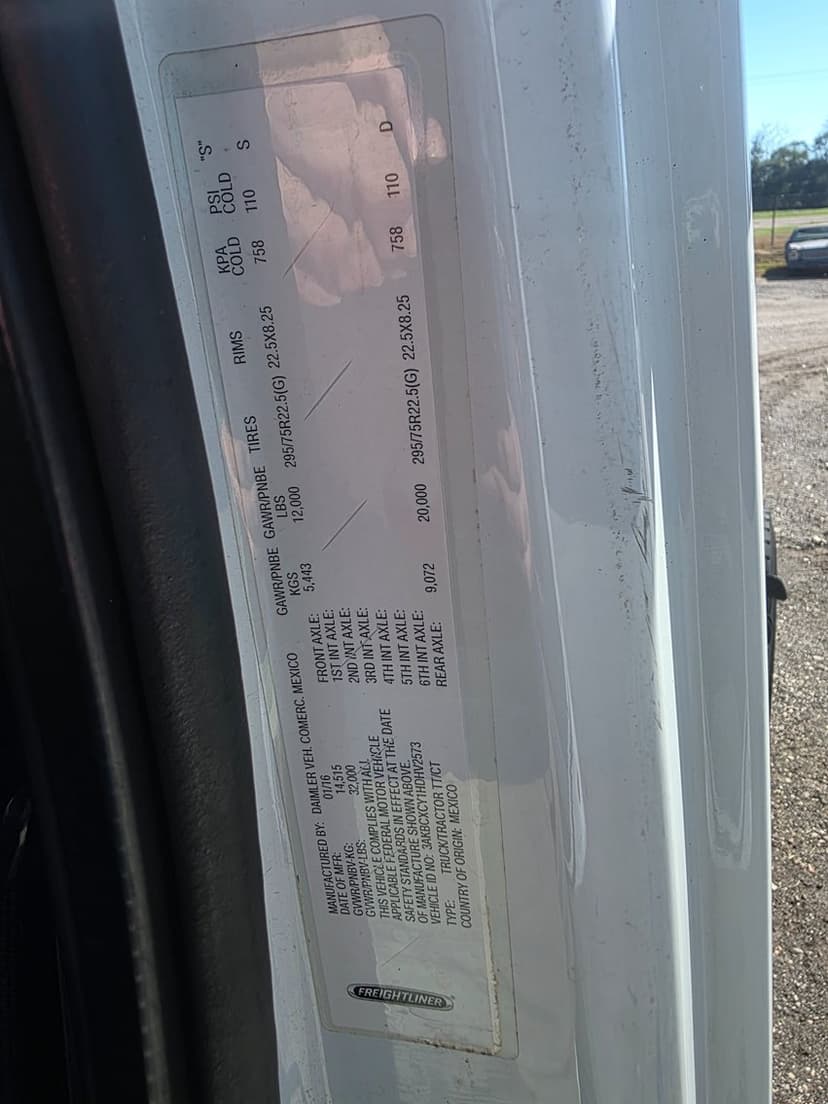 FREIGHTLINER
MANUFACTURED BY: DAIMLER VEH. COMERC. MEXICO
DATE OF MFR: 01/16
GVWR/PNBV-KG: 14,515
GVWR/PNBV-LBS: 32,000
THIS VEHICLE COMPLIES WITH ALL
APPLICABLE FEDERAL MOTOR VEHICLE
SAFETY STANDARDS IN EFFECT AT THE DATE
OF MANUFACTURE SHOWN ABOVE.
VEHICLE ID NO: 3AKBCXCY1HDHV2573
TYPE: TRUCK/TRACTOR TT/CT
COUNTRY OF ORIGIN: MEXICO
GAWR/PNBE GAWR/PNBE TIRES RIMS KPA PSI "S"
KGS LBS COLD COLD
FRONT AXLE: 5,443 12,000 295/75R22.5(G) 22.5X8.25 758 110 S
1ST INT AXLE:
2ND INT AXLE:
3RD INT AXLE:
4TH INT AXLE:
5TH INT AXLE:
6TH INT AXLE:
REAR AXLE: 9,072 20,000 295/75R22.5(G) 22.5X8.25 758 110 D